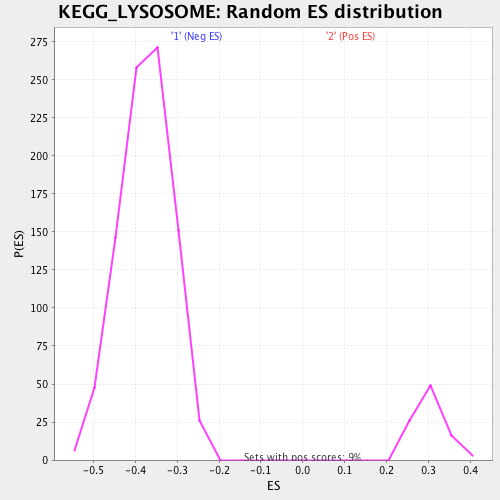 KEGG_LYSOSOME: Random ES distribution
'1' (Neg ES) '2' (Pos ES)
275
250
225
200
175
150
125
100
75
50
25
0
P(ES)
Sets with pos scores: 9%
-0.5 -0.4 -0.3 -0.2 -0.1 0.0 0.1 0.2 0.3 0.4
ES